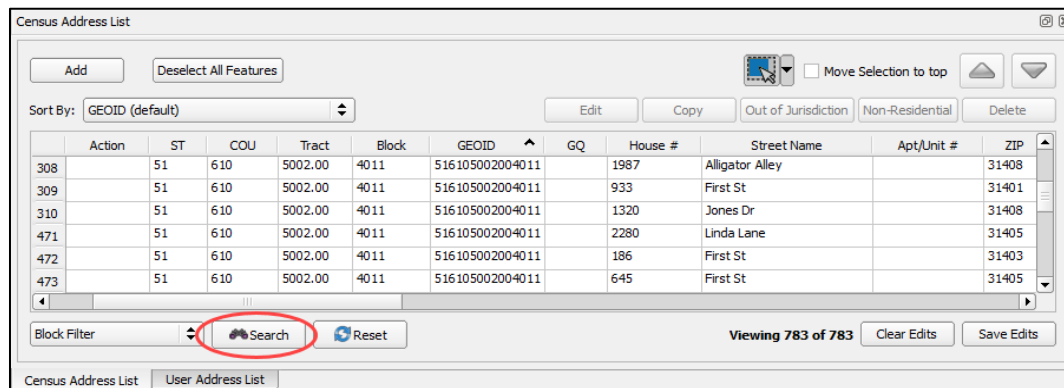 Census Address List
Add Deselect All Features Move Selection to top
Sort By: GEOID (default) Edit Copy Out of Jurisdiction Non-Residential Delete
Action ST COU Tract Block GEOID GQ House # Street Name Apt/Unit # ZIP
308 51 610 5002.00 4011 516105002004011 1987 Alligator Alley 31408
309 51 610 5002.00 4011 516105002004011 933 First St 31401
310 51 610 5002.00 4011 516105002004011 1320 Jones Dr 31408
471 51 610 5002.00 4011 516105002004011 2280 Linda Lane 31405
472 51 610 5002.00 4011 516105002004011 186 First St 31403
473 51 610 5002.00 4011 516105002004011 645 First St 31405
Block Filter Search Reset Viewing 783 of 783 Clear Edits Save Edits
Census Address List User Address List